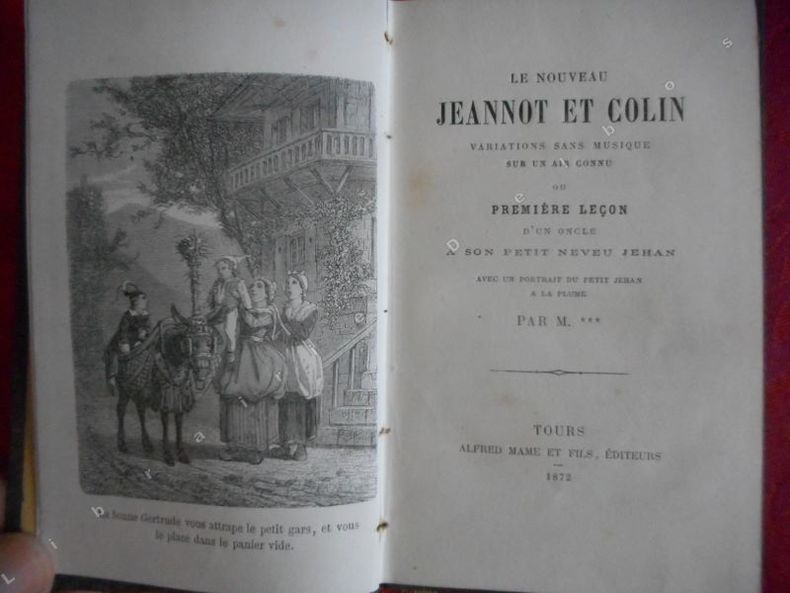 La bonne Gertrude vous attrape le petit gars, et vous
le place dans le panier vide.
LE NOUVEAU
JEANNOT ET COLIN
VARIATIONS SANS MUSIQUE
SUR UN AIR CONNU
OU
PREMIÈRE LEÇON
D'UN ONCLE
A SON PETIT NEVEU JEHAN
AVEC UN PORTRAIT DU PETIT JEHAN
A LA PLUME
PAR M. ***
TOURS
ALFRED MAME ET FILS, ÉDITEURS
1872
Librairie Desbos